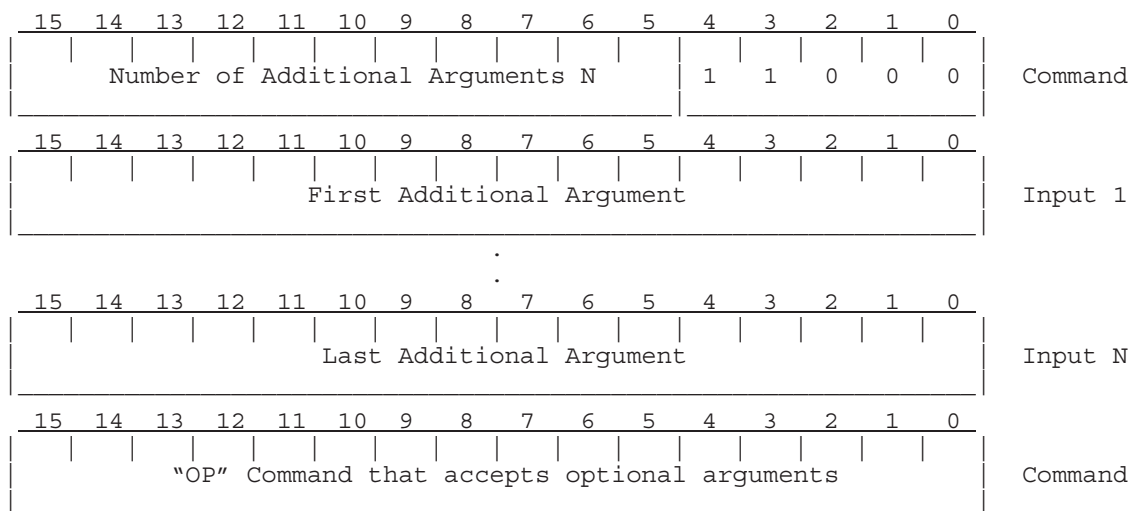 15 14 13 12 11 10 9 8 7 6 5 4 3 2 1 0
Number of Additional Arguments N 1 1 0 0 0 Command
15 14 13 12 11 10 9 8 7 6 5 4 3 2 1 0
First Additional Argument Input 1
.
.
15 14 13 12 11 10 9 8 7 6 5 4 3 2 1 0
Last Additional Argument Input N
15 14 13 12 11 10 9 8 7 6 5 4 3 2 1 0
“OP” Command that accepts optional arguments Command